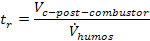 t_r = V_c-post-combustor / V̇_humos